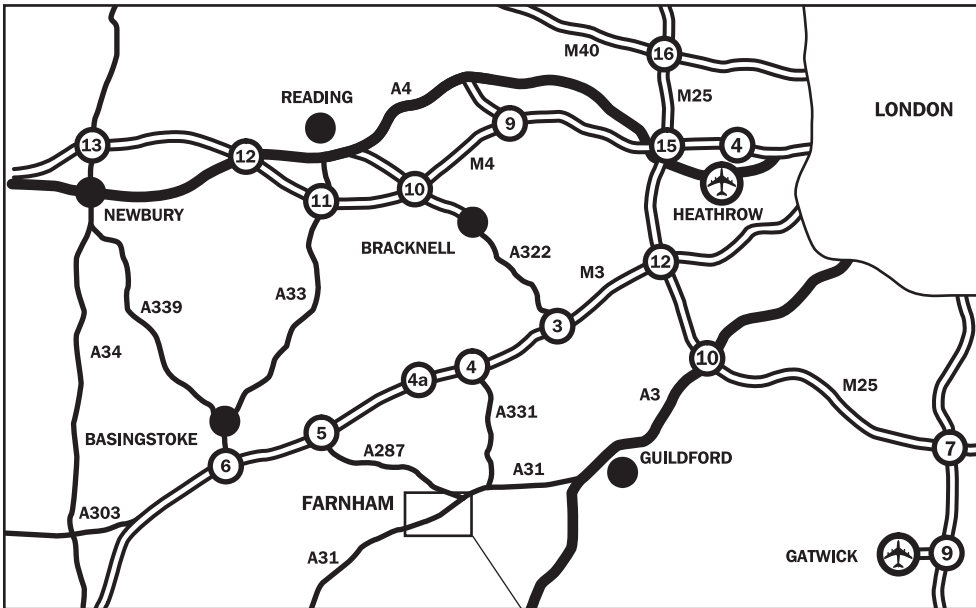 M40
16
M25
LONDON
READING
A4
9
13
12
15
4
M4
11
10
HEATHROW
NEWBURY
BRACKNELL
A322
12
M3
A339
A33
3
A34
4a
4
10
A3
M25
A331
BASINGSTOKE
5
A287
6
A31
GUILDFORD
7
FARNHAM
A303
A31
GATWICK
9